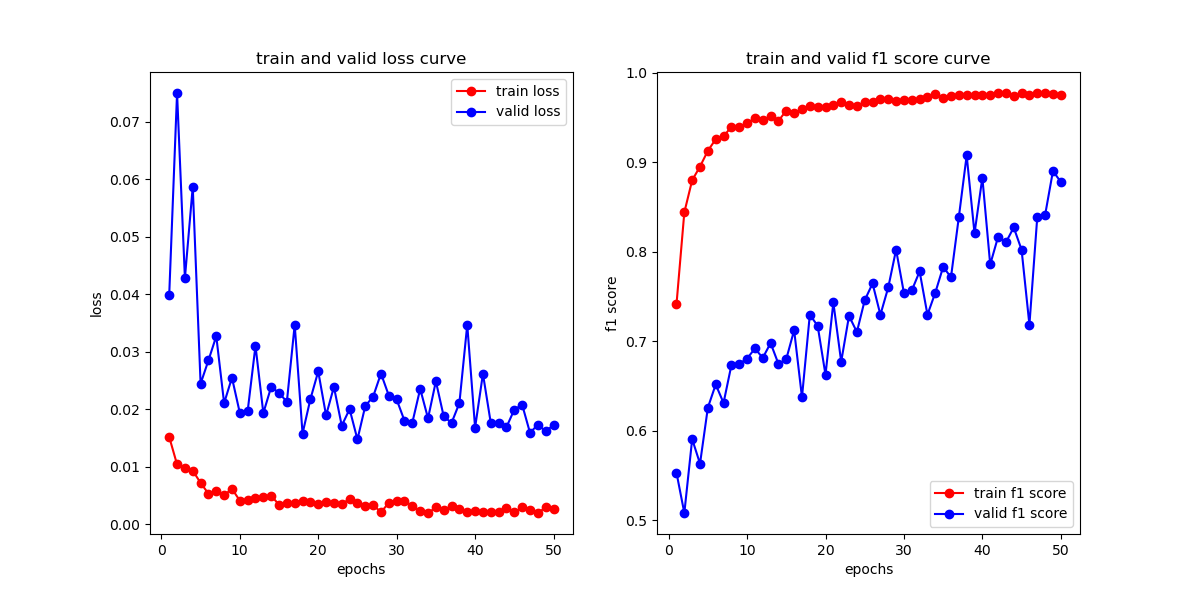 train and valid loss curve
train loss
valid loss
0.07
0.06
0.05
0.04
0.03
0.02
0.01
0.00
loss
0 10 20 30 40 50
epochs
train and valid f1 score curve
1.0
0.9
0.8
0.7
0.6
0.5
f1 score
train f1 score
valid f1 score
0 10 20 30 40 50
epochs